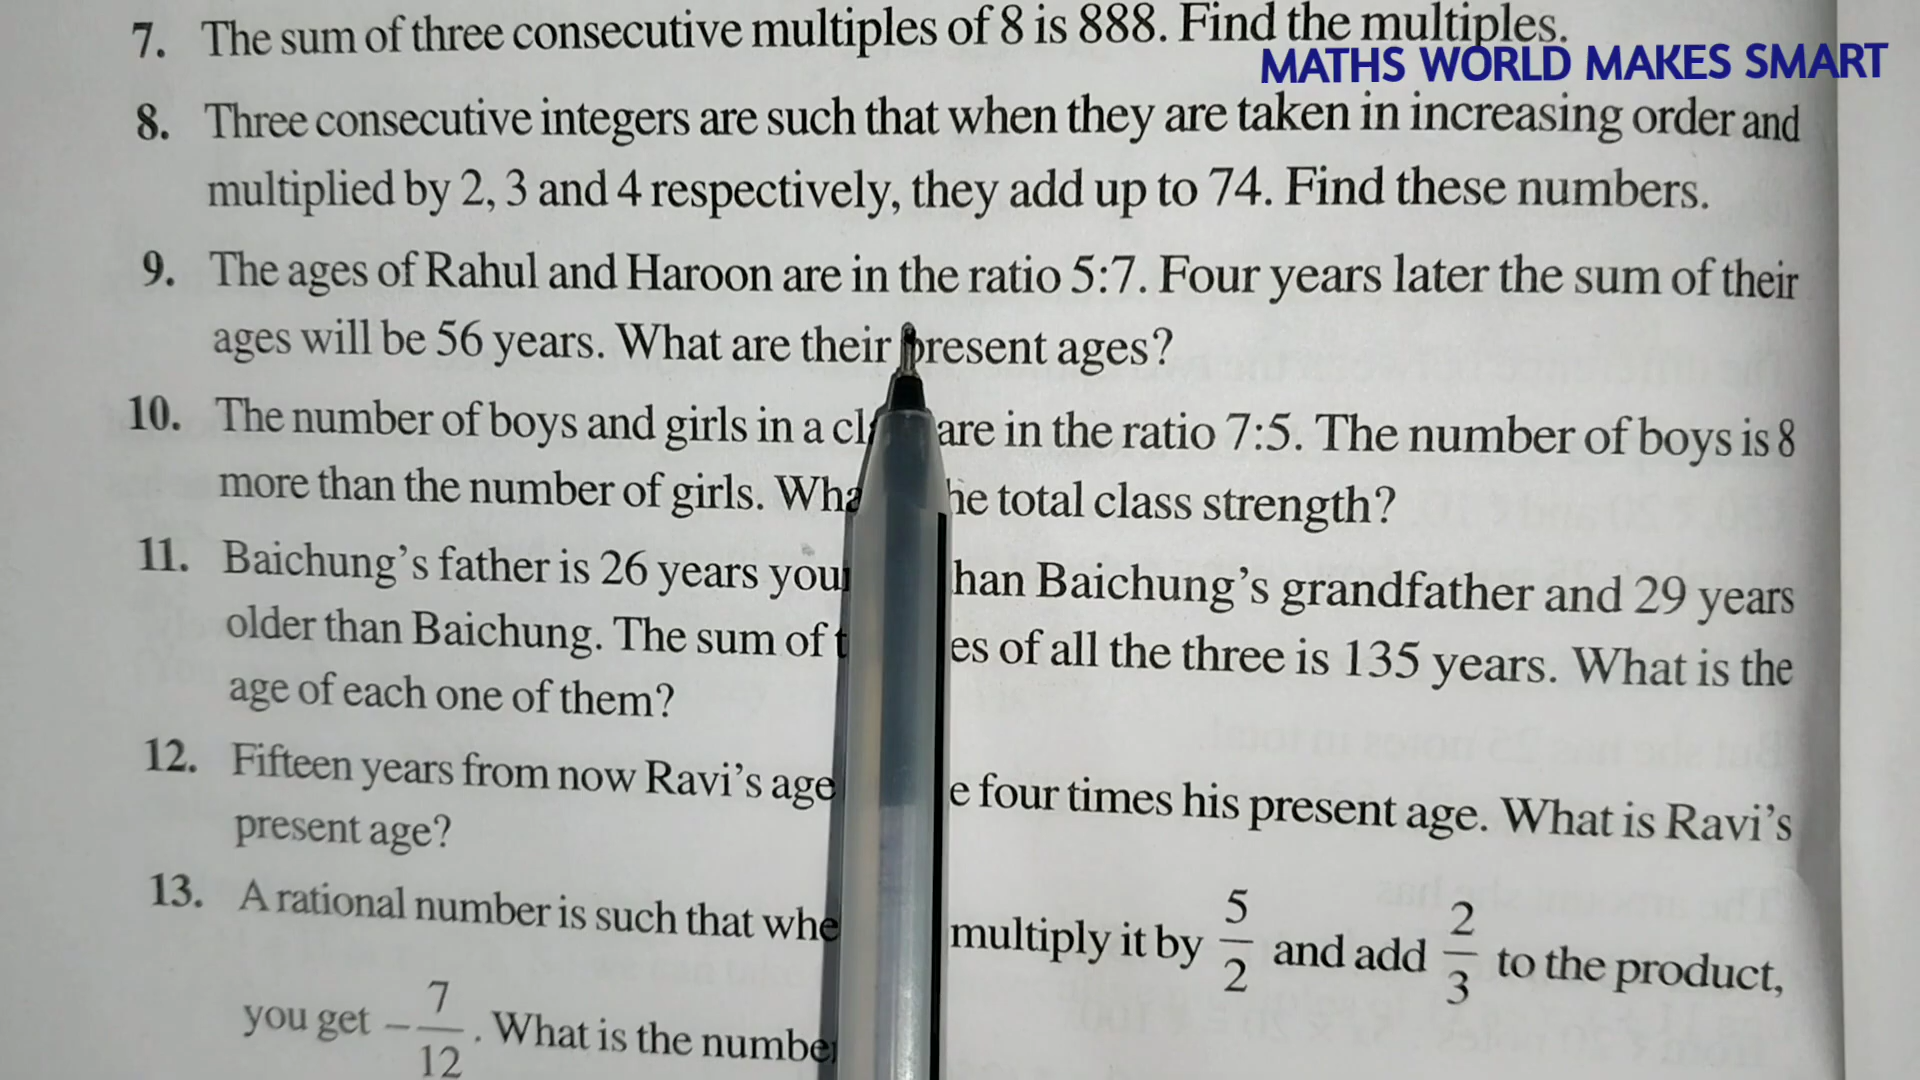 7. The sum of three consecutive multiples of 8 is 888. Find the multiples.
MATHS WORLD MAKES SMART
8. Three consecutive integers are such that when they are taken in increasing order and
multiplied by 2, 3 and 4 respectively, they add up to 74. Find these numbers.
9. The ages of Rahul and Haroon are in the ratio 5:7. Four years later the sum of their
ages will be 56 years. What are their present ages?
10. The number of boys and girls in a are in the ratio 7:5. The number of boys is 8
more than the number of girls. total class strength?
11. Baichung's father is 26 years Baichung's grandfather and 29 years
older than Baichung. The sum of of all the three is 135 years. What is the
age of each one of them?
12. Fifteen years from now Ravi's age four times his present age. What is Ravi's
present age?
13. A rational number is such that multiply it by 5/2 and add 2/3 to the product,
you get -7/12. What is the